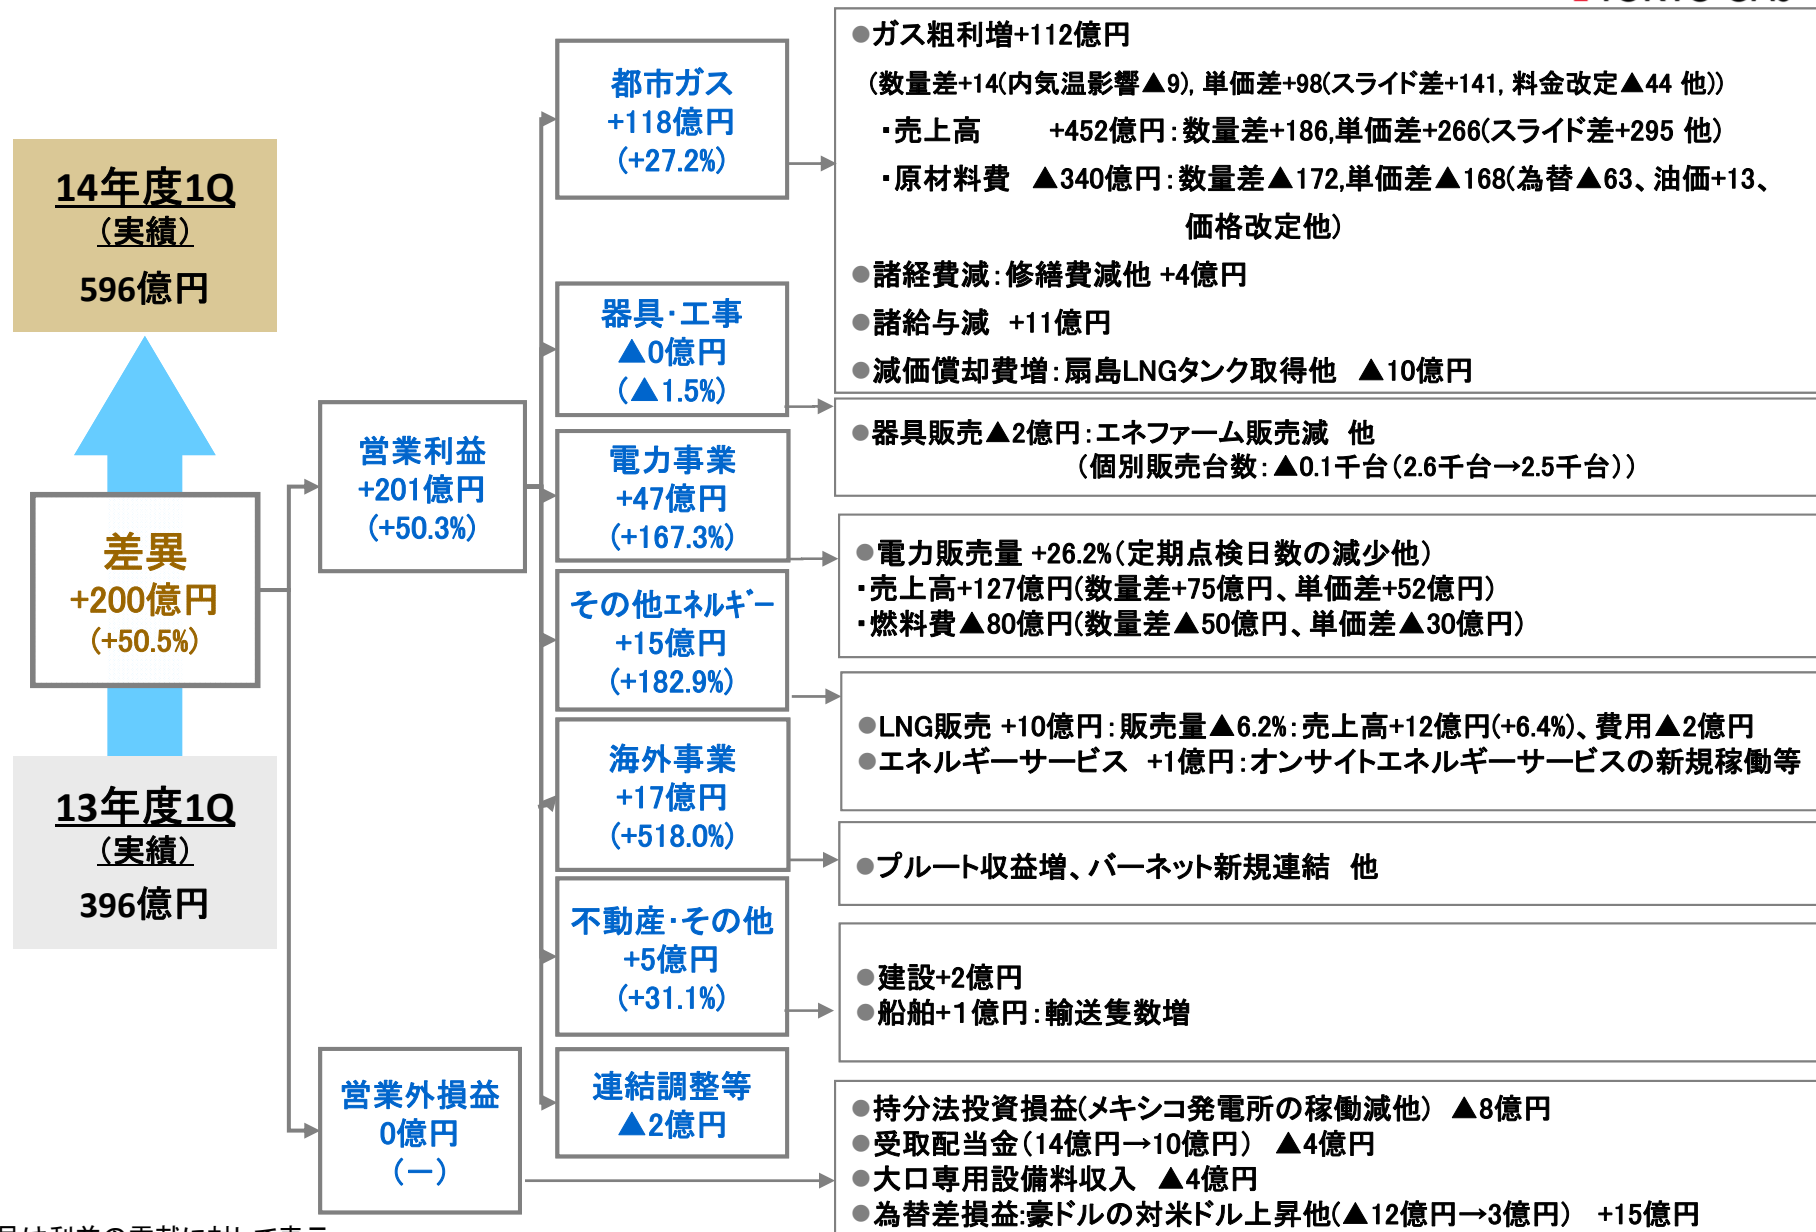 14年度1Q
（実績）
596億円
差異
+200億円
(+50.5%)
13年度1Q
（実績）
396億円
営業利益
+201億円
(+50.3%)
営業外損益
0億円
(－)
都市ガス
+118億円
(+27.2%)
器具・工事
▲0億円
(▲1.5%)
電力事業
+47億円
(+167.3%)
その他エネルギー
+15億円
(+182.9%)
海外事業
+17億円
(+518.0%)
不動産・その他
+5億円
(+31.1%)
連結調整等
▲2億円
●ガス粗利増+112億円
(数量差+14(内気温影響▲9), 単価差+98(スライド差+141, 料金改定▲44 他))
・売上高 +452億円：数量差+186,単価差+266(スライド差+295 他)
・原材料費 ▲340億円：数量差▲172,単価差▲168(為替▲63、油価+13、
価格改定他)
●諸経費減：修繕費減他 +4億円
●諸給与減 +11億円
●減価償却費増：扇島LNGタンク取得他 ▲10億円
●器具販売▲2億円：エネファーム販売減 他
（個別販売台数：▲0.1千台（2.6千台→2.5千台））
●電力販売量 +26.2%（定期点検日数の減少他）
・売上高+127億円(数量差+75億円、単価差+52億円)
・燃料費▲80億円(数量差▲50億円、単価差▲30億円)
●LNG販売 +10億円：販売量▲6.2%：売上高+12億円(+6.4%)、費用▲2億円
●エネルギーサービス +1億円：オンサイトエネルギーサービスの新規稼働等
●プルート収益増、バーネット新規連結 他
●建設+2億円
●船舶+1億円：輸送隻数増
●持分法投資損益(メキシコ発電所の稼働減他) ▲8億円
●受取配当金（14億円→10億円） ▲4億円
●大口専用設備料収入 ▲4億円
●為替差損益:豪ドルの対米ドル上昇他(▲12億円→3億円) +15億円